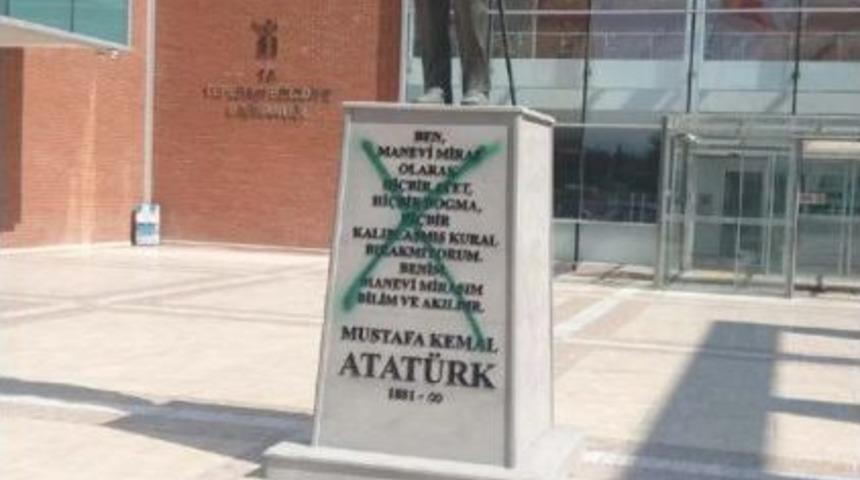 T.C.
BEN,
MANEVİ MİRAS
OLARAK
HİÇBİR AYET,
HİÇBİR DOGMA,
HİÇBİR
KALIPLAŞMIŞ KURAL
BIRAKMIYORUM.
BENİM
MANEVİ MİRASIM
BİLİM VE AKILDIR.
MUSTAFA KEMAL
ATATÜRK
1881 - ∞